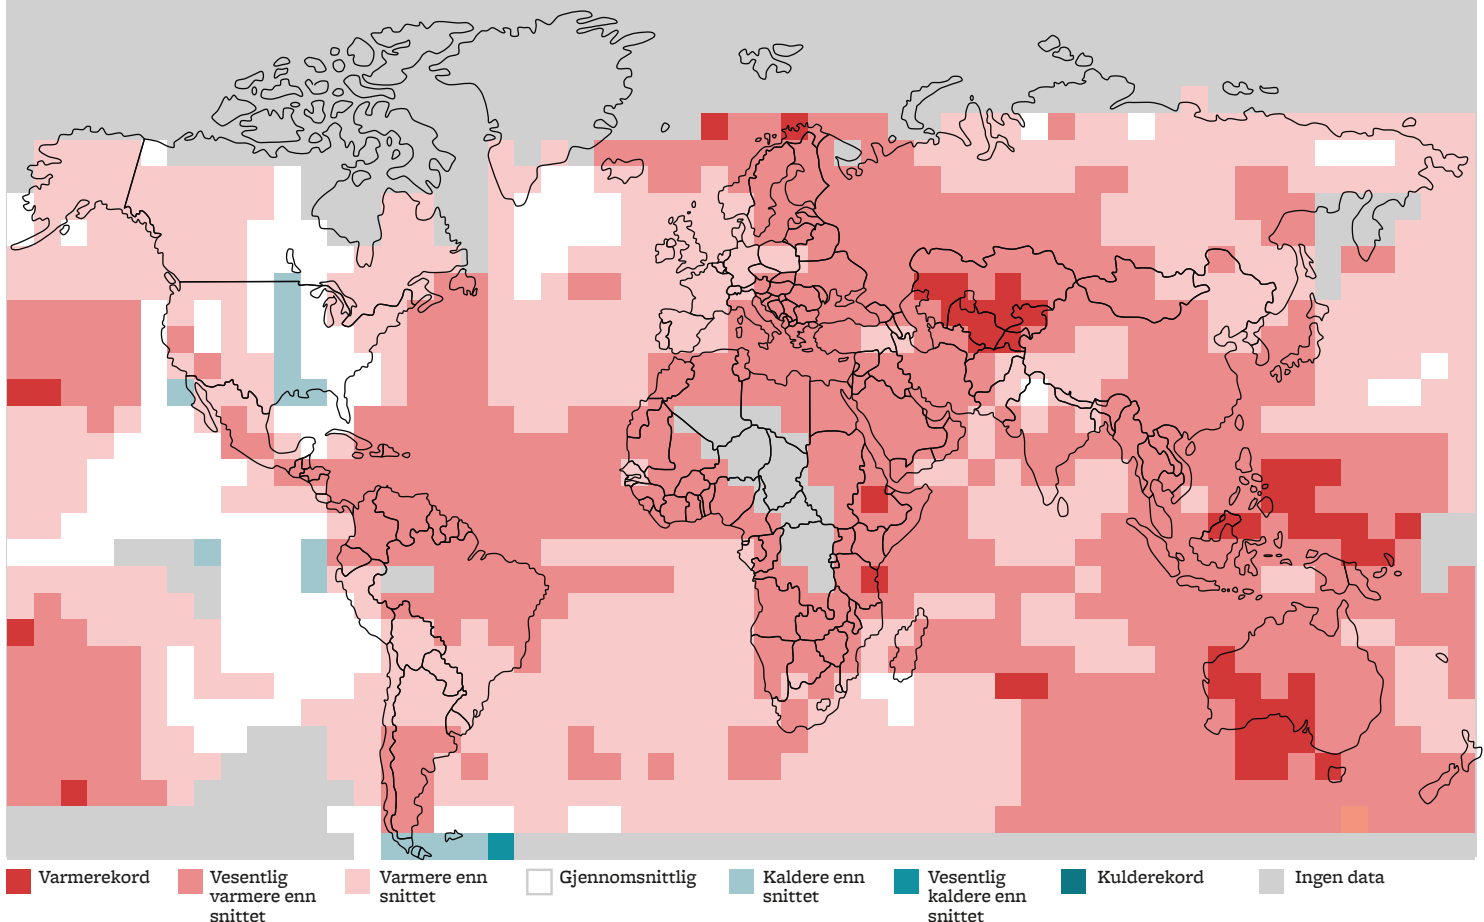 Varmerekord
Vesentlig
varmere enn
snittet
Varmere enn
snittet
Gjennomsnittlig
Kaldere enn
snittet
Vesentlig
kaldere enn
snittet
Kulderekord
Ingen data